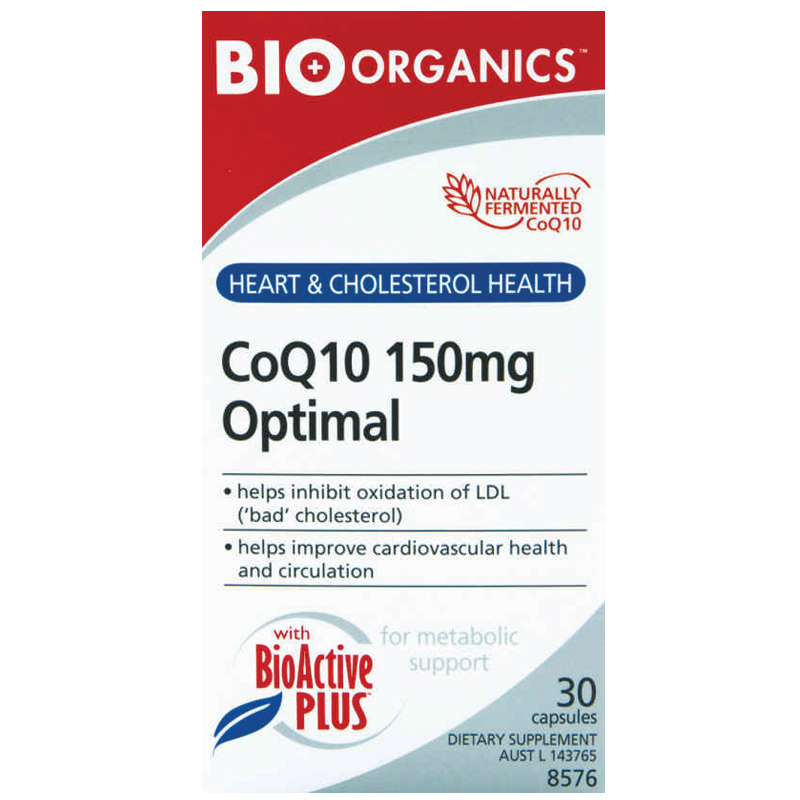 BIO+ORGANICS™
NATURALLY
FERMENTED
CoQ10
HEART & CHOLESTEROL HEALTH
CoQ10 150mg
Optimal
• helps inhibit oxidation of LDL
('bad' cholesterol)
• helps improve cardiovascular health
and circulation
with
BioActive
PLUS™
for metabolic
support
30
capsules
DIETARY SUPPLEMENT
AUST L 143765
8576